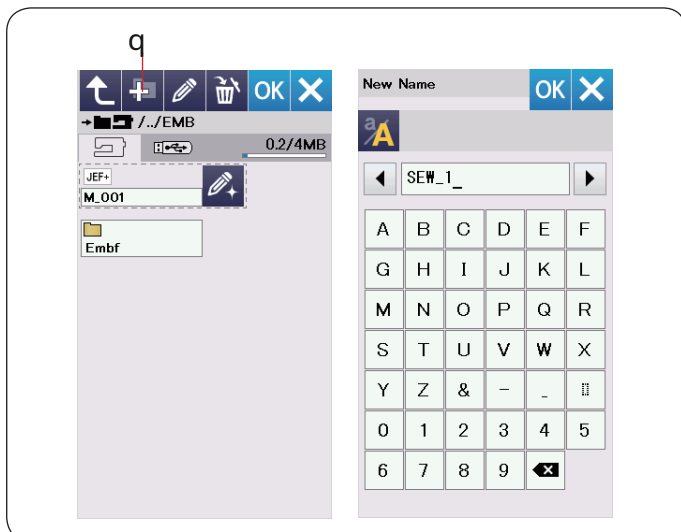 q
OK
/../EMB
0.2/4MB
JEF+
M_001
Embf
New Name
OK
a/A
SEW_1_
A B C D E F
G H I J K L
M N O P Q R
S T U V W X
Y Z & – _
0 1 2 3 4 5
6 7 8 9